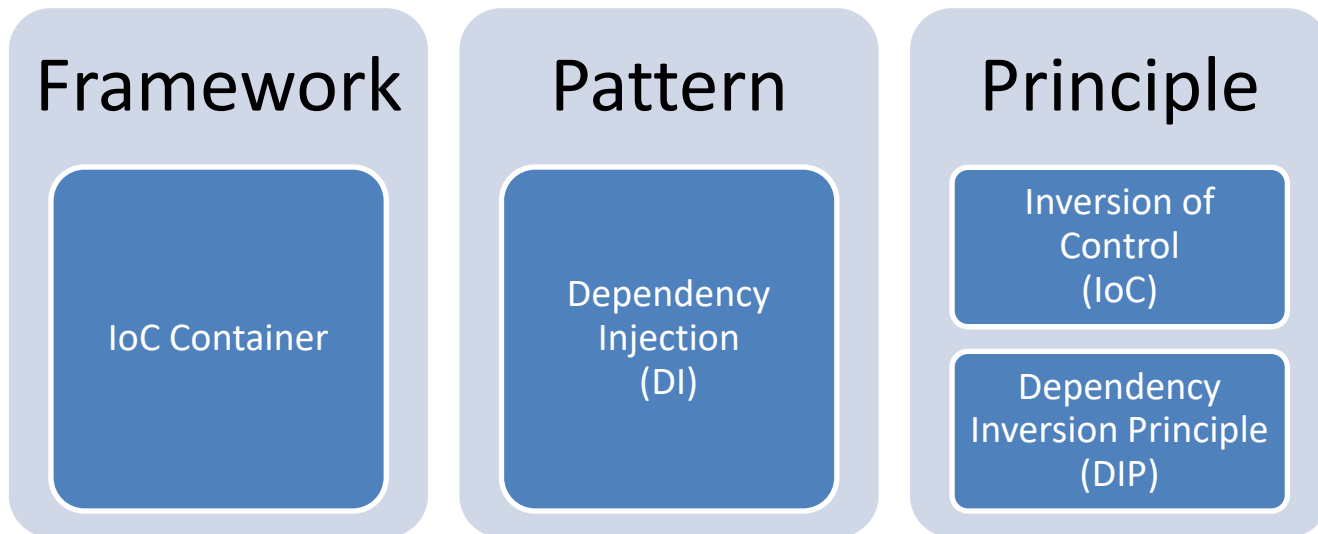 Framework
IoC Container
Pattern
Dependency
Injection
(DI)
Principle
Inversion of
Control
(IoC)
Dependency
Inversion Principle
(DIP)